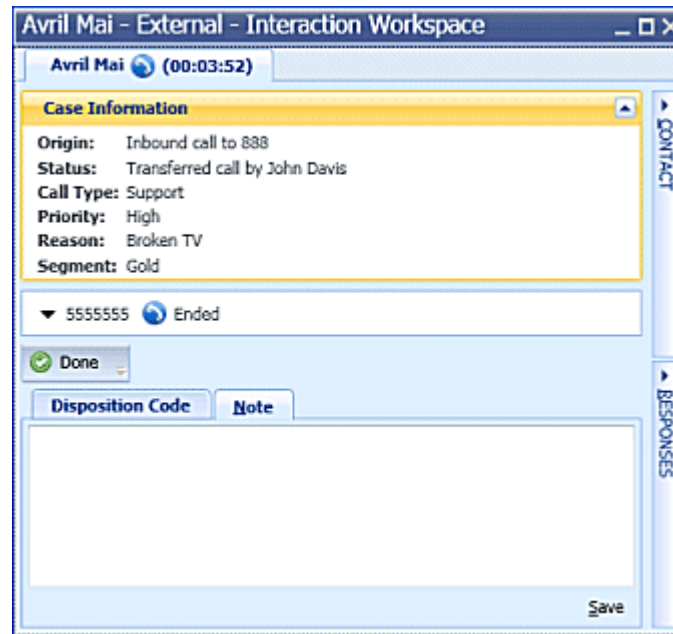 Avril Mai - External - Interaction Workspace
Avril Mai (00:03:52)
Case Information
Origin: Inbound call to 888
Status: Transferred call by John Davis
Call Type: Support
Priority: High
Reason: Broken TV
Segment: Gold
5555555 Ended
Done
Disposition Code Note
Save
CONTACT
RESPONSES